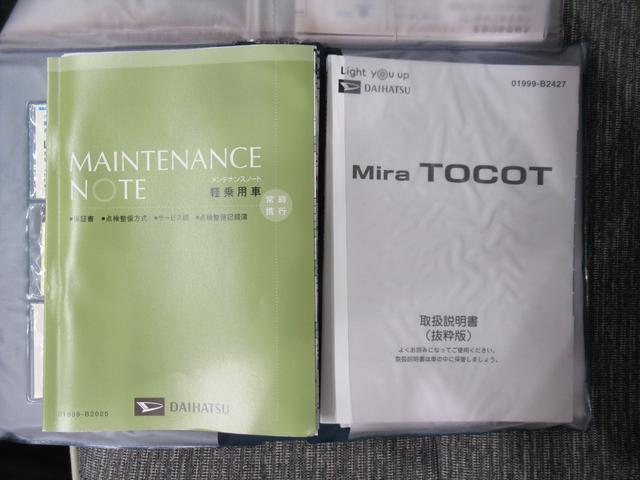 MAINTENANCE
NOTE
メンテナンスノート
軽乗用車
常時
携行
●保証書 ●点検整備方式 ●サービス網 ●点検整備記録簿
01999-B2025
DAIHATSU
Light you up
DAIHATSU
01999-B2427
Mira TOCOT
取扱説明書
（抜粋版）
よくお読みになってご使用ください。
取扱説明書は車の中に保管しましょう。